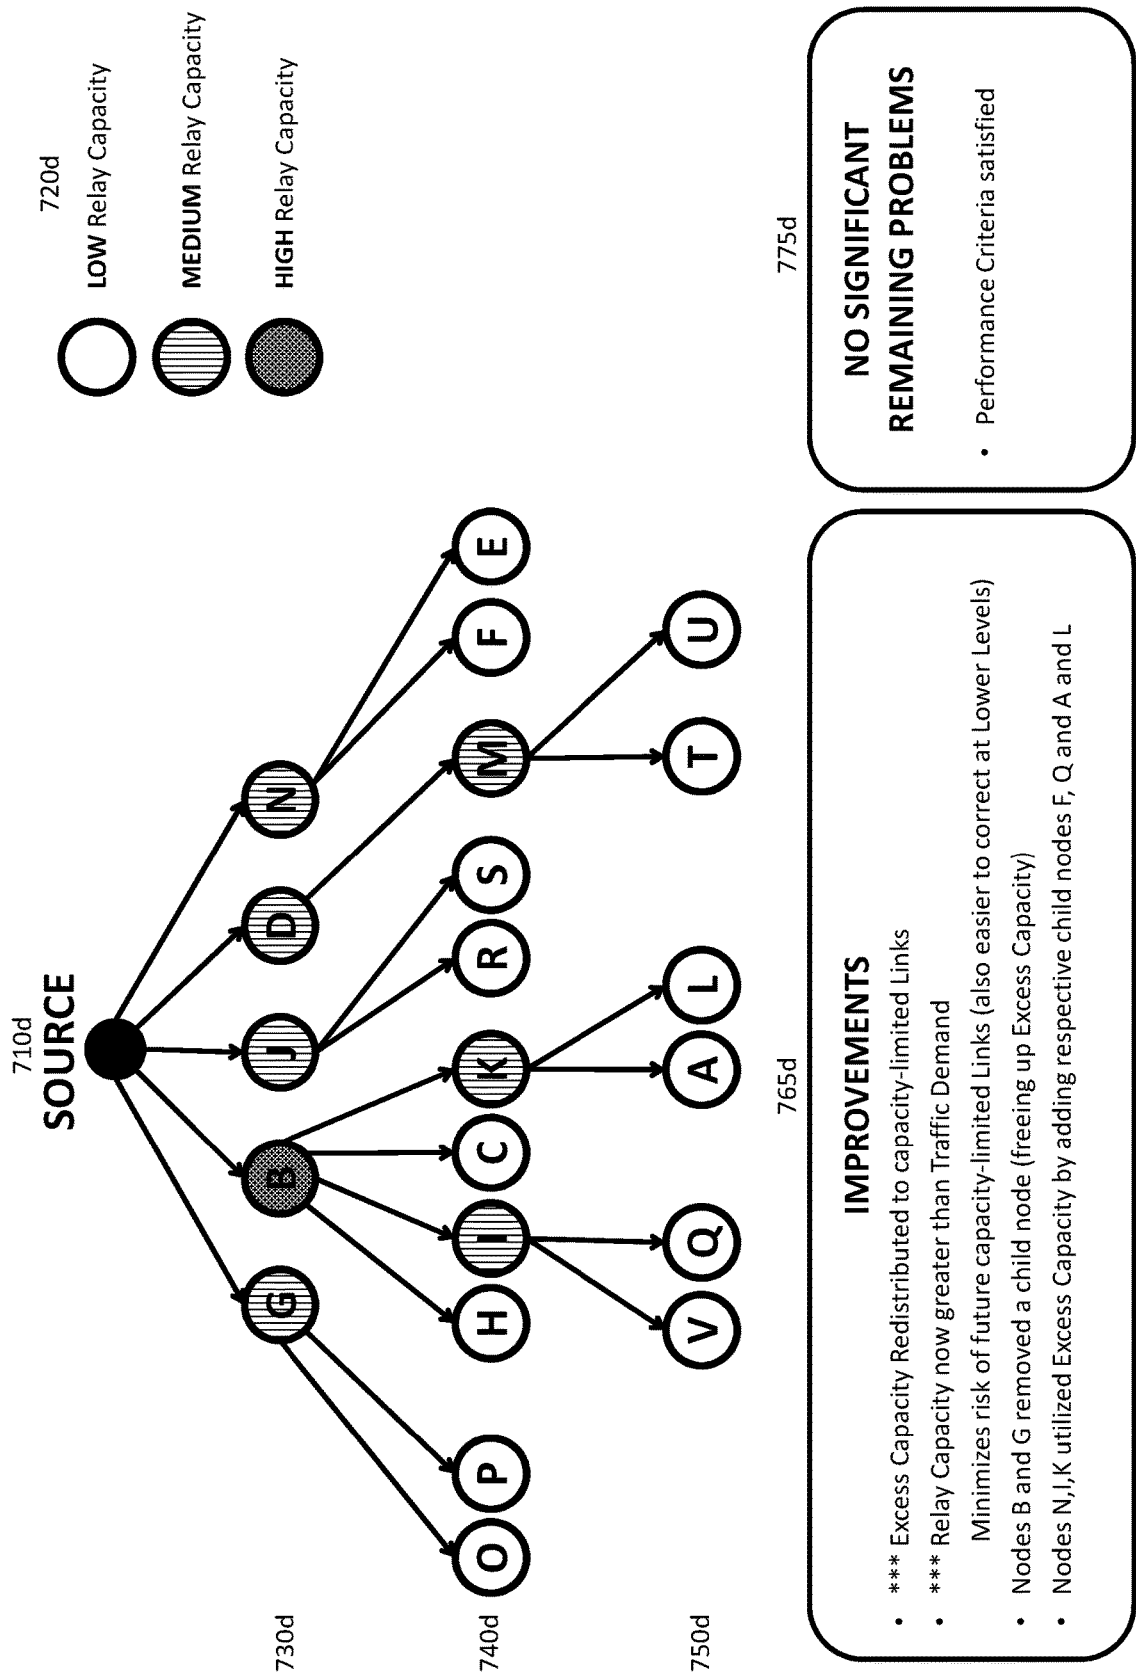 710d
SOURCE
720d
LOW Relay Capacity
MEDIUM Relay Capacity
HIGH Relay Capacity
730d
G
B
J
D
N
740d
O
P
H
I
C
K
R
S
M
F
E
750d
V
Q
A
L
T
U
765d
IMPROVEMENTS
• *** Excess Capacity Redistributed to capacity-limited Links
• *** Relay Capacity now greater than Traffic Demand
Minimizes risk of future capacity-limited Links (also easier to correct at Lower Levels)
• Nodes B and G removed a child node (freeing up Excess Capacity)
• Nodes N,I,K utilized Excess Capacity by adding respective child nodes F, Q and A and L
775d
NO SIGNIFICANT
REMAINING PROBLEMS
• Performance Criteria satisfied